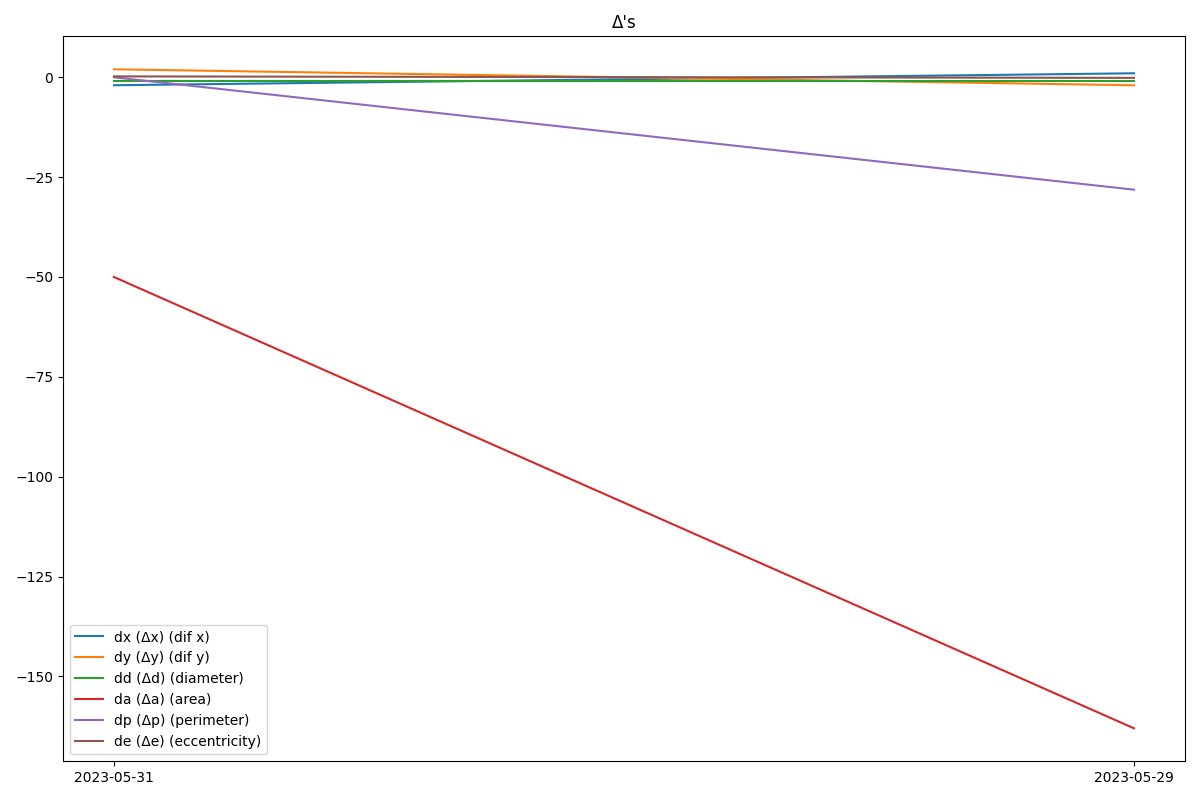 Δ's
0
−25
−50
−75
−100
−125
−150
dx (Δx) (dif x)
dy (Δy) (dif y)
dd (Δd) (diameter)
da (Δa) (area)
dp (Δp) (perimeter)
de (Δe) (eccentricity)
2023-05-31
2023-05-29